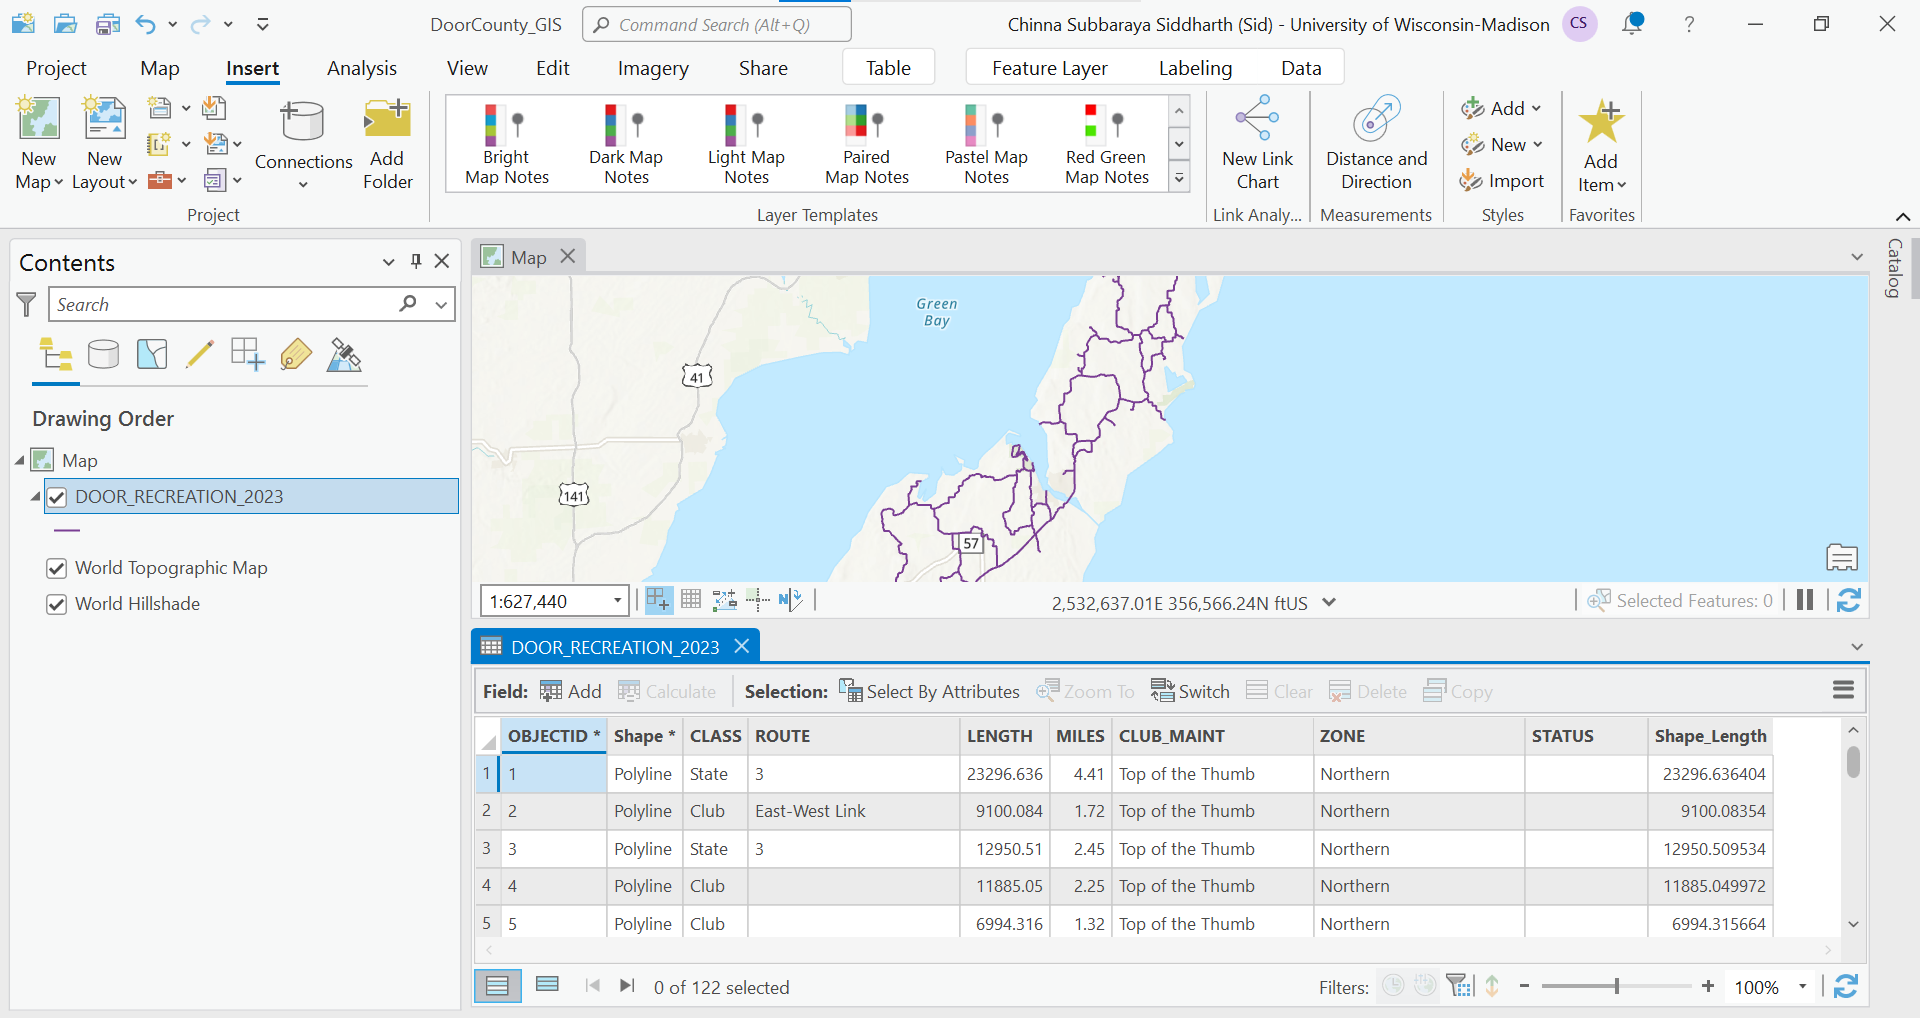 DoorCounty_GIS
Command Search (Alt+Q)
Chinna Subbaraya Siddharth (Sid) - University of Wisconsin-Madison
CS
?
Project Map Insert Analysis View Edit Imagery Share Table Feature Layer Labeling Data
New Map
New Layout
Connections
Add Folder
Project
Bright Map Notes
Dark Map Notes
Light Map Notes
Paired Map Notes
Pastel Map Notes
Red Green Map Notes
Layer Templates
New Link Chart
Link Analy...
Distance and Direction
Measurements
Add
New
Import
Styles
Add Item
Favorites
Contents
Search
Drawing Order
Map
DOOR_RECREATION_2023
World Topographic Map
World Hillshade
Map
Catalog
Green Bay
41
141
57
1:627,440
2,532,637.01E 356,566.24N ftUS
Selected Features: 0
DOOR_RECREATION_2023
Field: Add Calculate Selection: Select By Attributes Zoom To Switch Clear Delete Copy
OBJECTID * Shape * CLASS ROUTE LENGTH MILES CLUB_MAINT ZONE STATUS Shape_Length
1 1 Polyline State 3 23296.636 4.41 Top of the Thumb Northern 23296.636404
2 2 Polyline Club East-West Link 9100.084 1.72 Top of the Thumb Northern 9100.08354
3 3 Polyline State 3 12950.51 2.45 Top of the Thumb Northern 12950.509534
4 4 Polyline Club 11885.05 2.25 Top of the Thumb Northern 11885.049972
5 5 Polyline Club 6994.316 1.32 Top of the Thumb Northern 6994.315664
0 of 122 selected
Filters:
100%